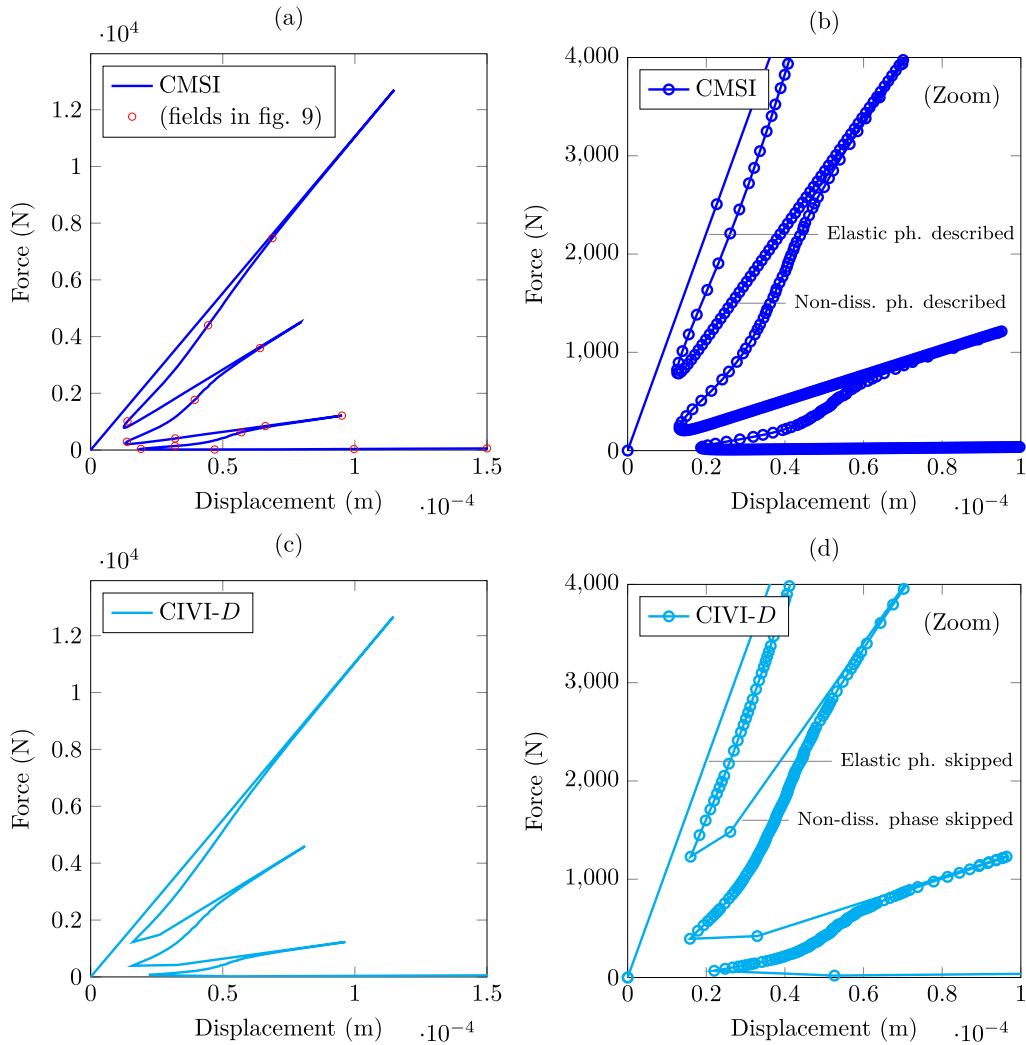 (a)
·10⁴
CMSI
(fields in fig. 9)
1.2
1
0.8
0.6
0.4
0.2
0
0 0.5 1 1.5
Force (N)
Displacement (m)
·10⁻⁴
(b)
CMSI
(Zoom)
4,000
3,000
2,000
1,000
0
Elastic ph. described
Non-diss. ph. described
0 0.2 0.4 0.6 0.8 1
Force (N)
Displacement (m)
·10⁻⁴
(c)
·10⁴
CIVI-D
1.2
1
0.8
0.6
0.4
0.2
0
0 0.5 1 1.5
Force (N)
Displacement (m)
·10⁻⁴
(d)
CIVI-D
(Zoom)
4,000
3,000
2,000
1,000
0
Elastic ph. skipped
Non-diss. phase skipped
0 0.2 0.4 0.6 0.8 1
Force (N)
Displacement (m)
·10⁻⁴